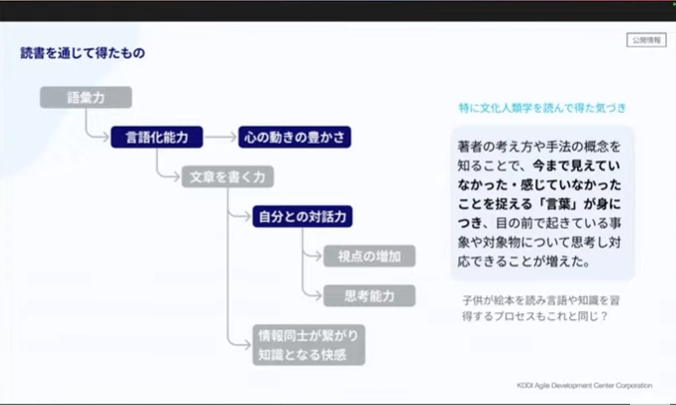 公開情報
読書を通じて得たもの
語彙力
言語化能力
心の動きの豊かさ
文章を書く力
自分との対話力
視点の増加
思考能力
情報同士が繋がり
知識となる快感
特に文化人類学を読んで得た気づき
著者の考え方や手法の概念を
知ることで、今まで見えてい
なかった・感じていなかった
ことを捉える「言葉」が身に
つき、目の前で起きている事
象や対象物について思考し対
応できることが増えた。
子供が絵本を読み言語や知識を習
得するプロセスもこれと同じ？
KDDI Agile Development Center Corporation